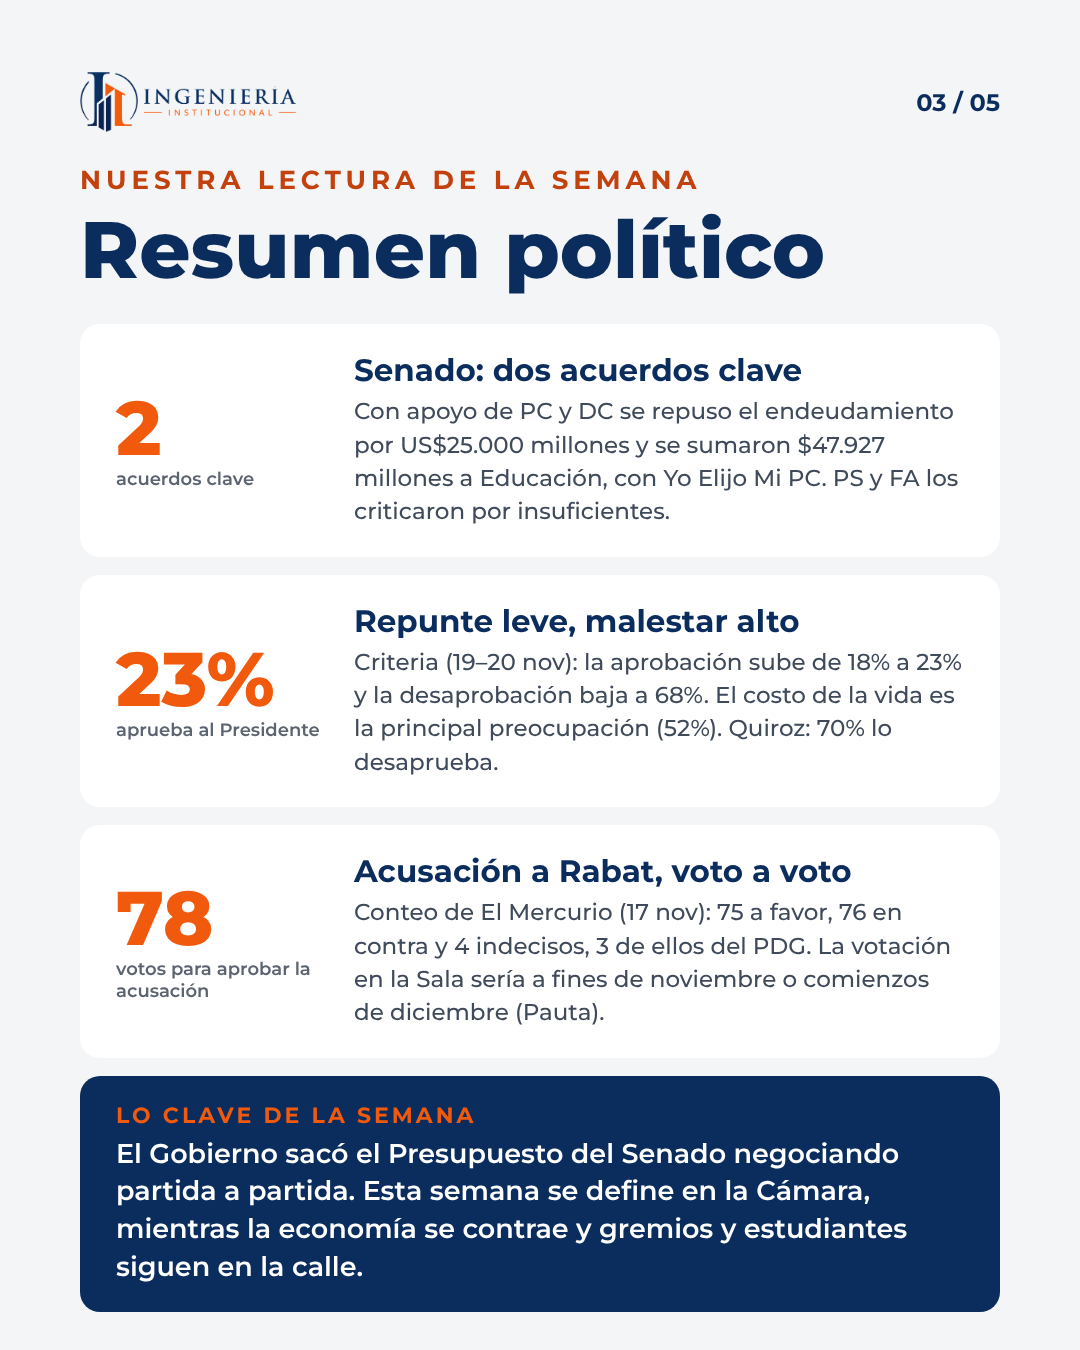 INGENIERIA
INSTITUCIONAL
03 / 05
NUESTRA LECTURA DE LA SEMANA
Resumen político
2
acuerdos clave
Senado: dos acuerdos clave
Con apoyo de PC y DC se repuso el endeudamiento
por US$25.000 millones y se sumaron $47.927
millones a Educación, con Yo Elijo Mi PC. PS y FA los
criticaron por insuficientes.
23%
aprueba al Presidente
Repunte leve, malestar alto
Criteria (19–20 nov): la aprobación sube de 18% a 23%
y la desaprobación baja a 68%. El costo de la vida es
la principal preocupación (52%). Quiroz: 70% lo
desaprueba.
78
votos para aprobar la
acusación
Acusación a Rabat, voto a voto
Conteo de El Mercurio (17 nov): 75 a favor, 76 en
contra y 4 indecisos, 3 de ellos del PDG. La votación
en la Sala sería a fines de noviembre o comienzos
de diciembre (Pauta).
LO CLAVE DE LA SEMANA
El Gobierno sacó el Presupuesto del Senado negociando
partida a partida. Esta semana se define en la Cámara,
mientras la economía se contrae y gremios y estudiantes
siguen en la calle.